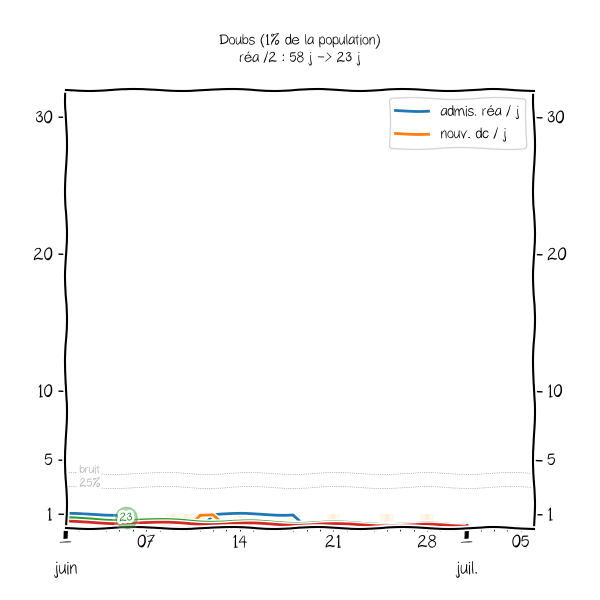 Doubs (1% de la population)
réa /2 : 58 j -> 23 j
admis. réa / j
nouv. dc / j
30
30
20
20
10
10
5
5
bruit
25%
1
1
23
07
14
21
28
05
juin
juil.